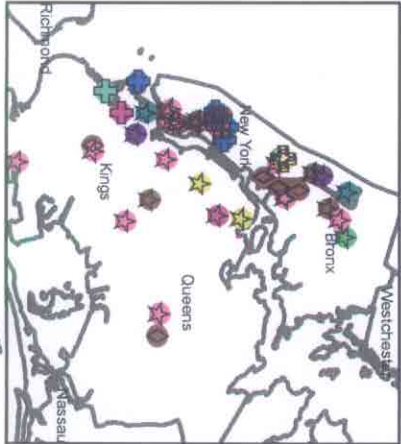 Richmond
New York
Kings
Bronx
Queens
Westchester
Nassau